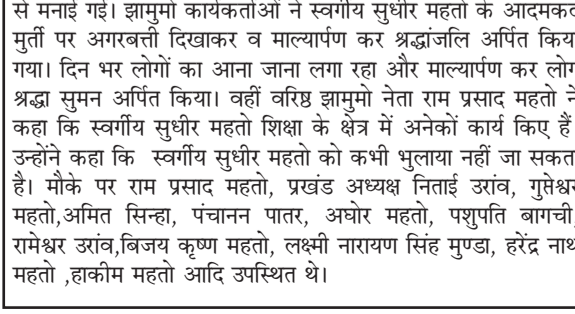 से मनाई गई। झामुमो कार्यकर्ताओं ने स्वर्गीय सुधीर महतो के आदमकद
मुर्ती पर अगरबत्ती दिखाकर व माल्यार्पण कर श्रद्धांजलि अर्पित किया
गया। दिन भर लोगों का आना जाना लगा रहा और माल्यार्पण कर लोग
श्रद्धा सुमन अर्पित किया। वहीं वरिष्ठ झामुमो नेता राम प्रसाद महतो ने
कहा कि स्वर्गीय सुधीर महतो शिक्षा के क्षेत्र में अनेकों कार्य किए हैं
उन्होंने कहा कि स्वर्गीय सुधीर महतो को कभी भुलाया नहीं जा सकता
है। मौके पर राम प्रसाद महतो, प्रखंड अध्यक्ष निताई उरांव, गुप्तेश्वर
महतो,अमित सिन्हा, पंचानन पातर, अघोर महतो, पशुपति बागची,
रामेश्वर उरांव,बिजय कृष्ण महतो, लक्ष्मी नारायण सिंह मुण्डा, हरेंद्र नाथ
महतो ,हाकीम महतो आदि उपस्थित थे।